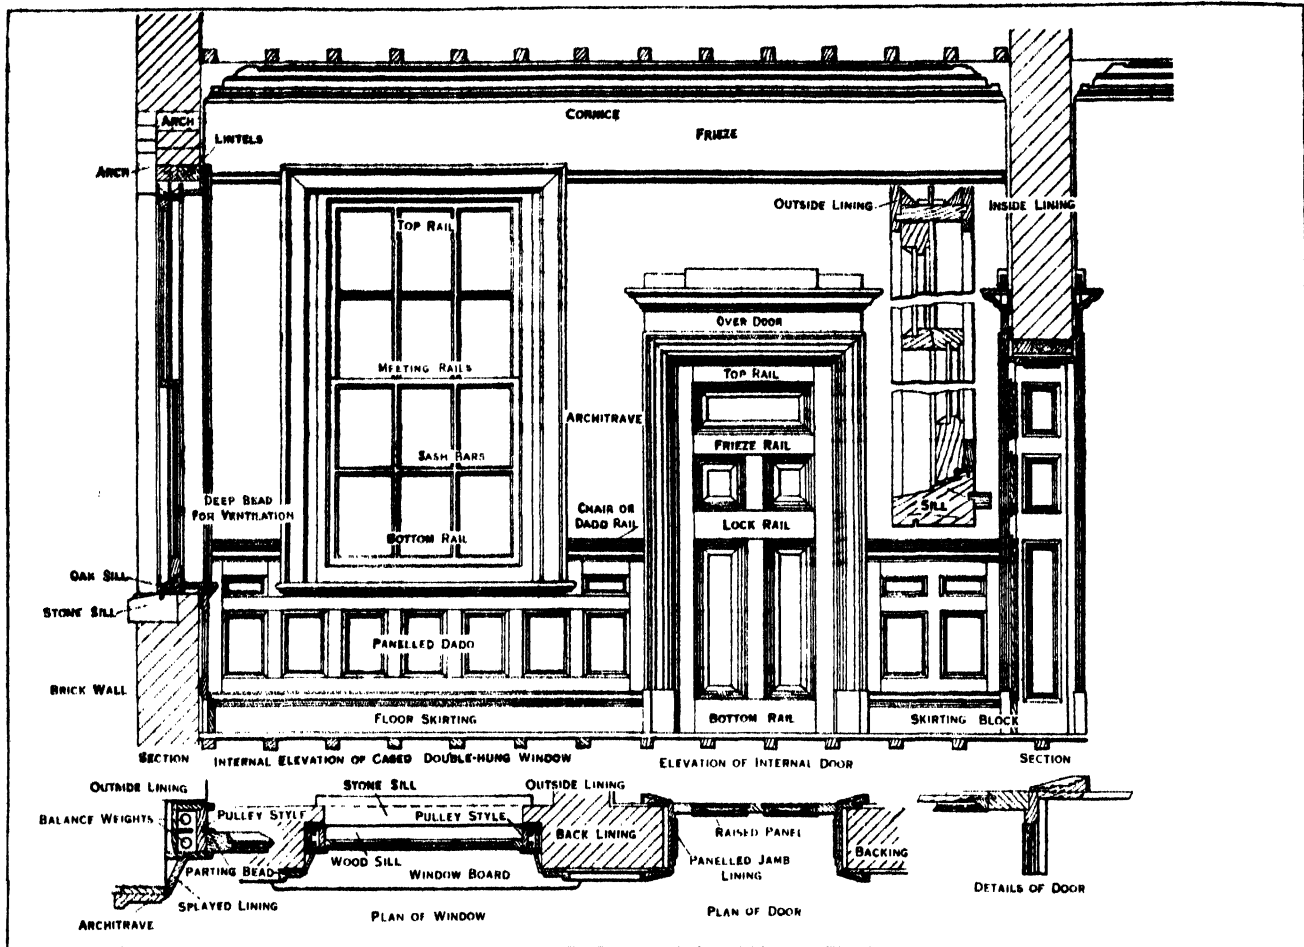 CORNICE
FRIEZE
ARCH
LINTELS
ARCH
OUTSIDE LINING
INSIDE LINING
TOP RAIL
OVER DOOR
MEETING RAILS
TOP RAIL
ARCHITRAVE
FRIEZE RAIL
SASH BARS
DEEP BEAD
FOR VENTILATION
CHAIR OR
DADO RAIL
LOCK RAIL
SILL
BOTTOM RAIL
OAK SILL
STONE SILL
PANELLED DADO
BRICK WALL
FLOOR SKIRTING
BOTTOM RAIL
SKIRTING BLOCK
SECTION
INTERNAL ELEVATION OF CASED DOUBLE-HUNG WINDOW
ELEVATION OF INTERNAL DOOR
SECTION
OUTSIDE LINING
STONE SILL
OUTSIDE LINING
BALANCE WEIGHTS
PULLEY STYLE
PULLEY STYLE
BACK LINING
RAISED PANEL
WOOD SILL
PANELLED JAMB
LINING
BACKING
PARTING BEAD
WINDOW BOARD
DETAILS OF DOOR
SPLAYED LINING
PLAN OF WINDOW
PLAN OF DOOR
ARCHITRAVE